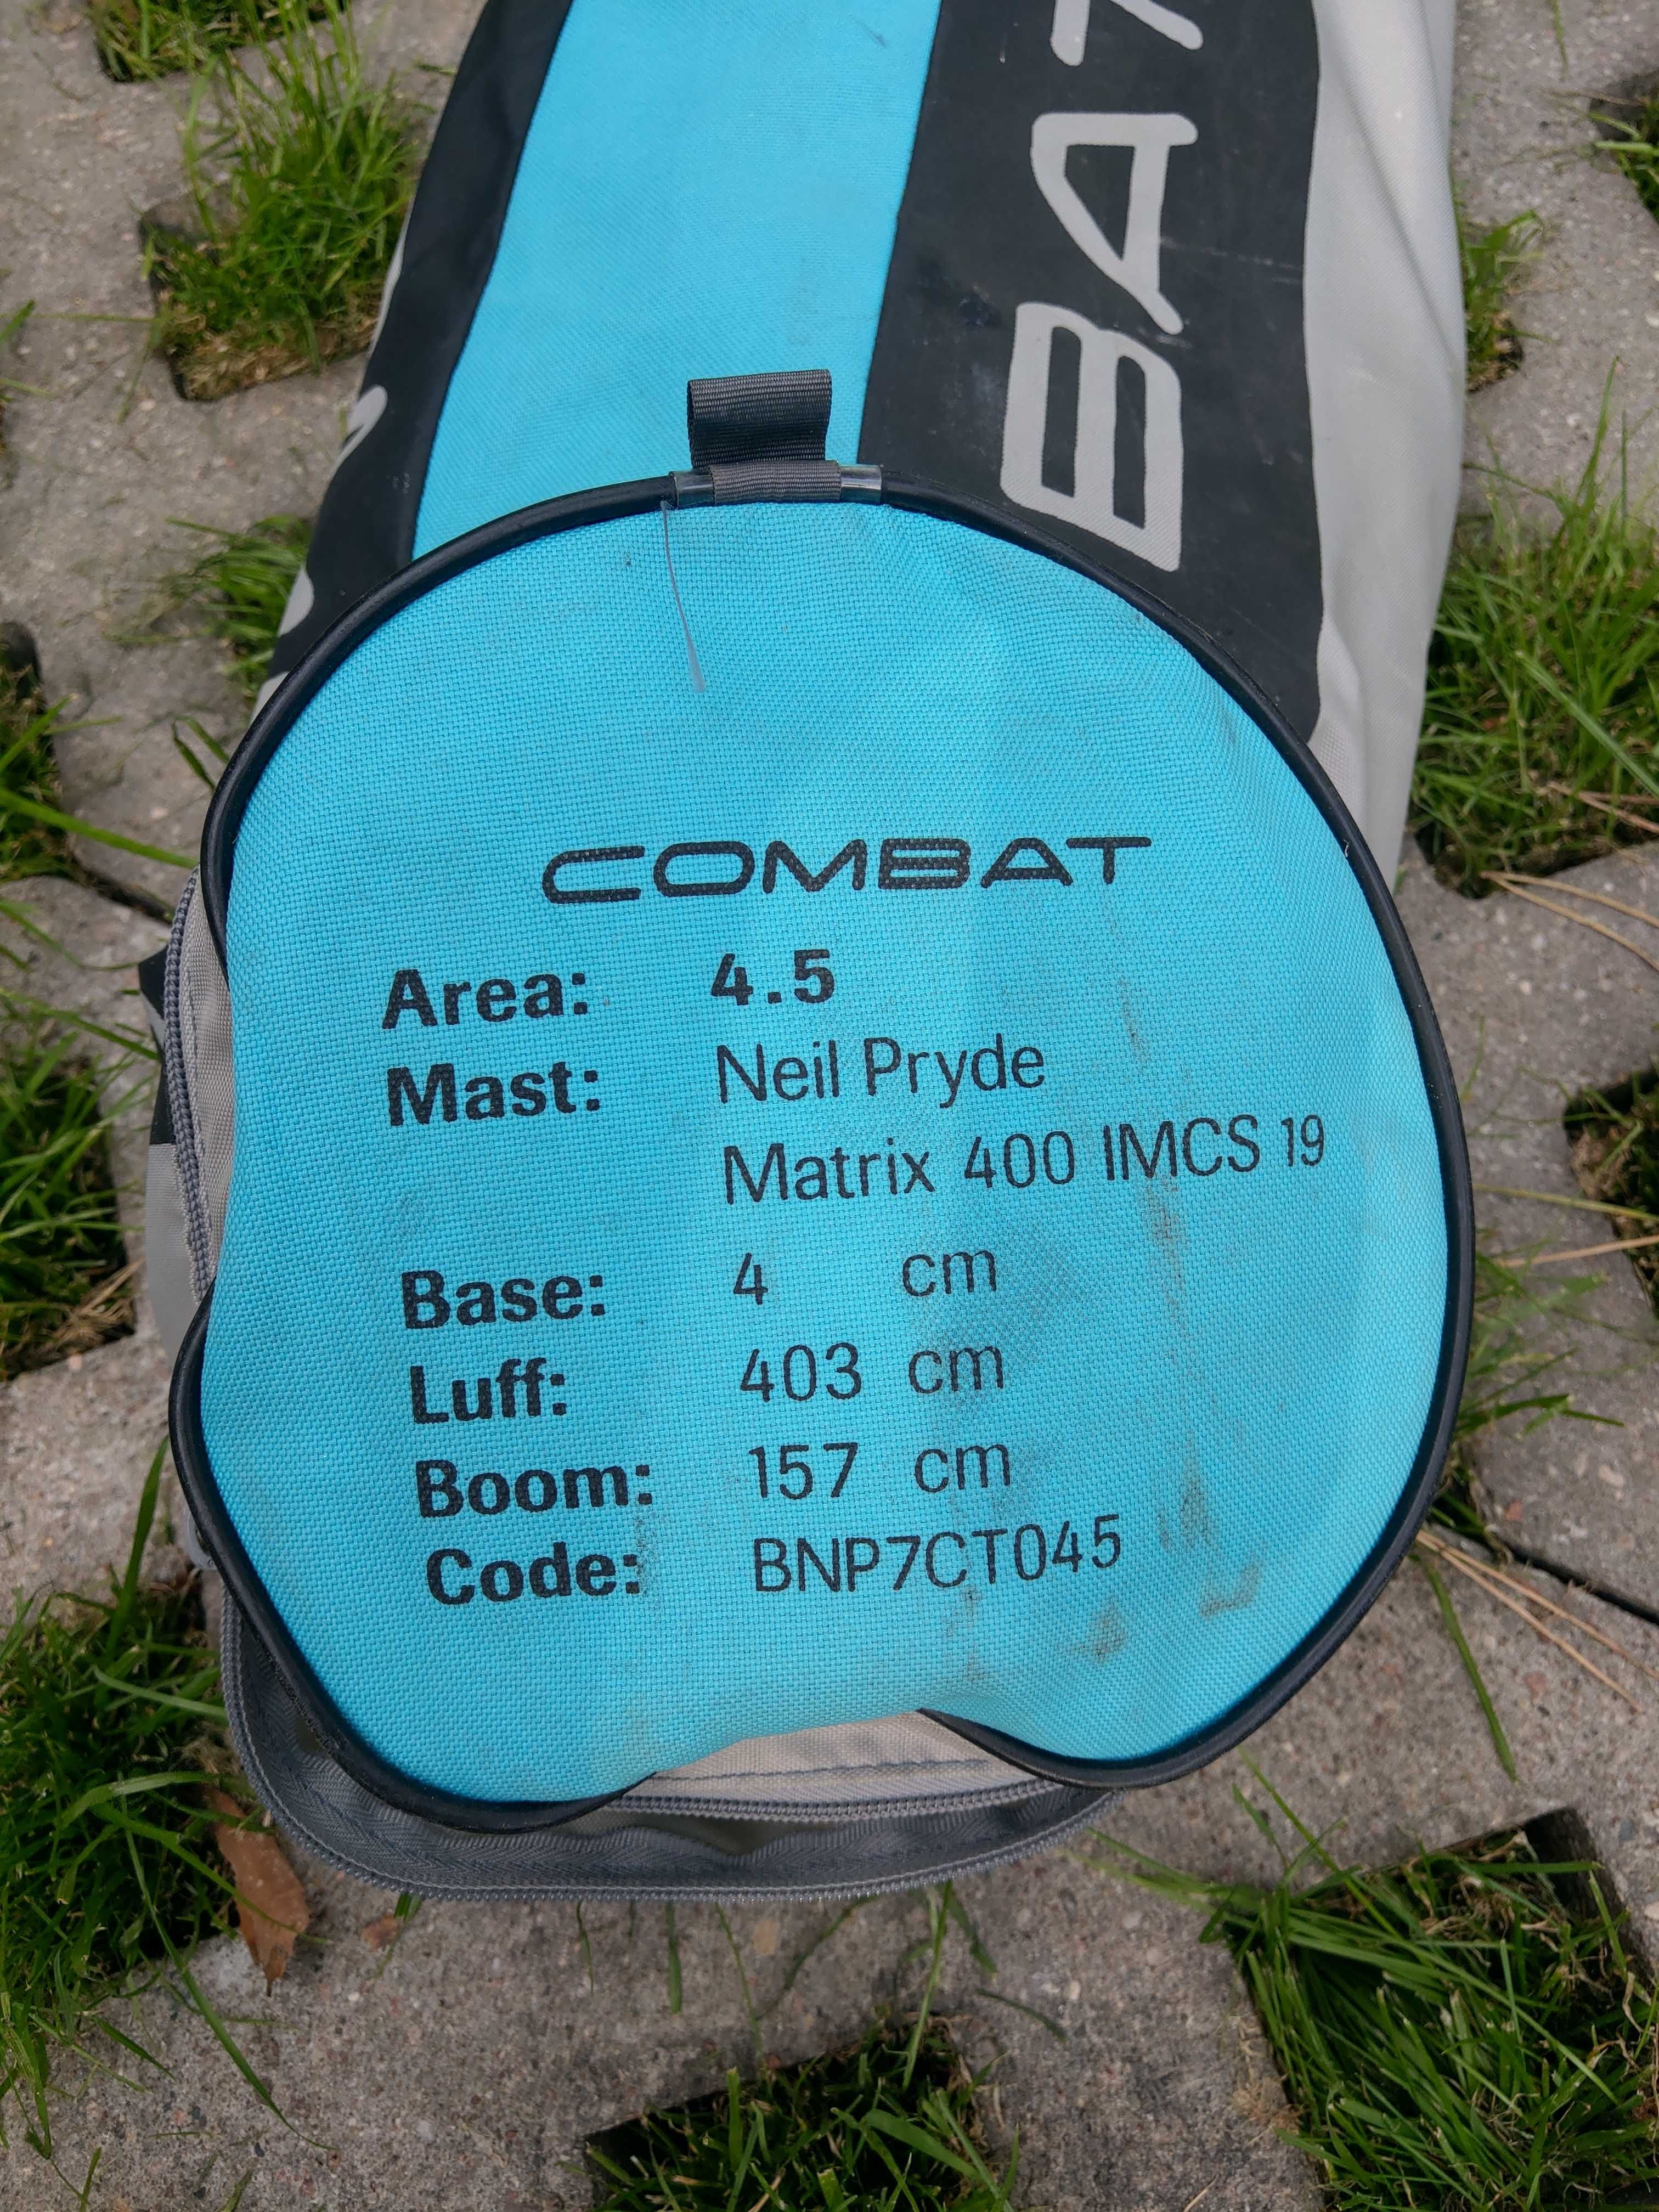 BA7
COMBAT
Area: 4.5
Mast: Neil Pryde
Matrix 400 IMCS 19
Base: 4 cm
Luff: 403 cm
Boom: 157 cm
Code: BNP7CT045